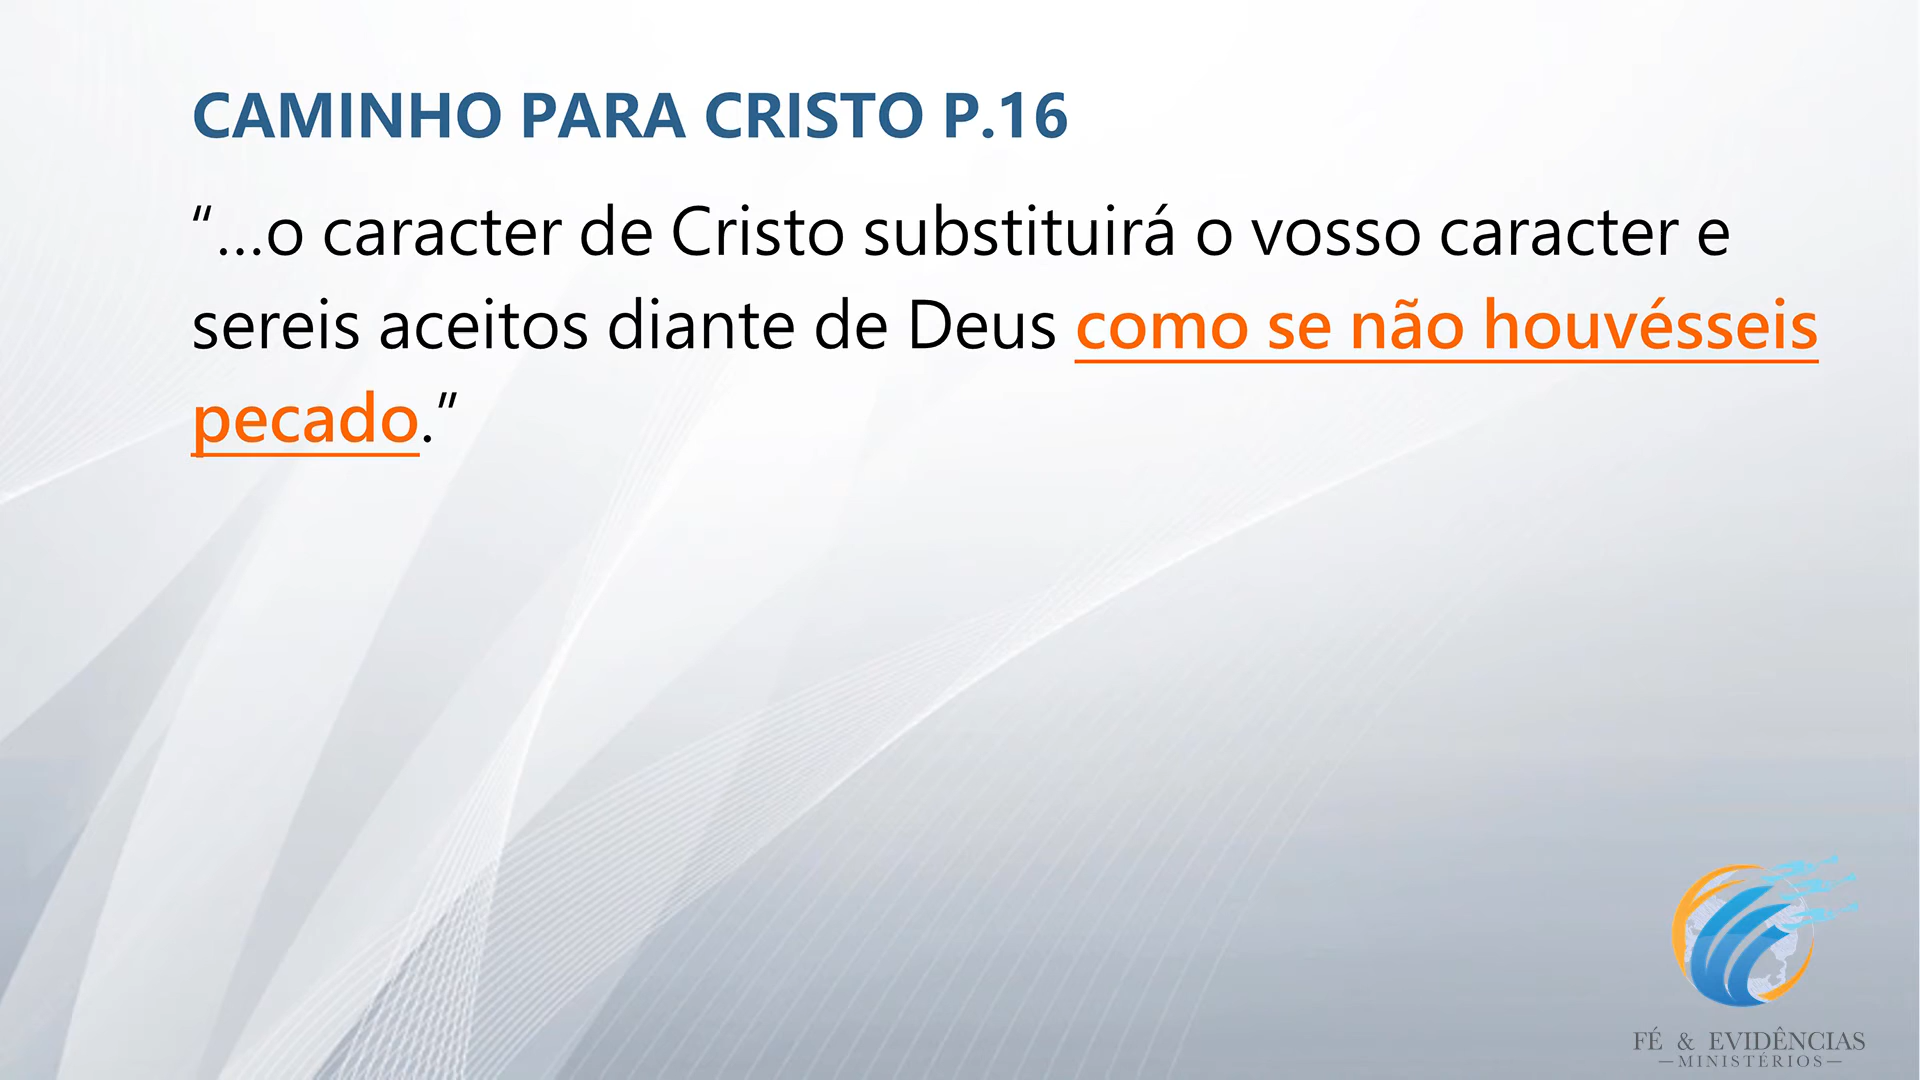 CAMINHO PARA CRISTO P.16
“...o caracter de Cristo substituirá o vosso caracter e
sereis aceitos diante de Deus como se não houvésseis
pecado.”
FÉ & EVIDÊNCIAS
—MINISTÉRIOS—